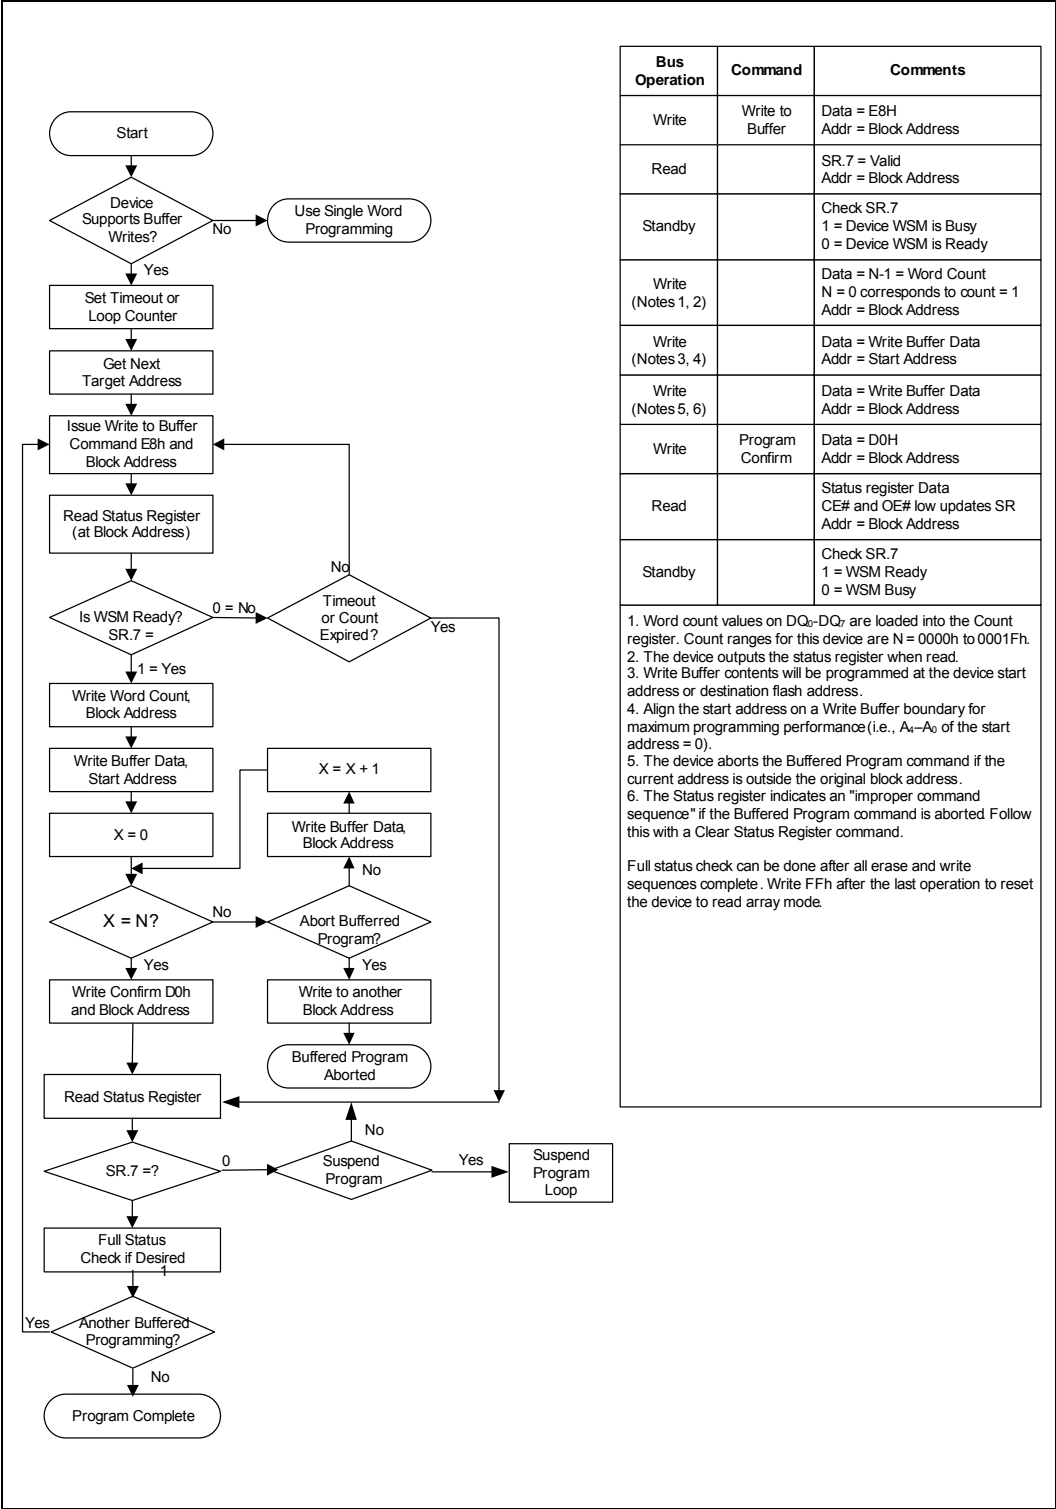 Start
Device
Supports Buffer
Writes?
No
Use Single Word
Programming
Yes
Set Timeout or
Loop Counter
Get Next
Target Address
Issue Write to Buffer
Command E8h and
Block Address
Read Status Register
(at Block Address)
No
Is WSM Ready?
SR.7 =
0 = No
Timeout
or Count
Expired?
Yes
1 = Yes
Write Word Count,
Block Address
Write Buffer Data,
Start Address
X = X + 1
X = 0
Write Buffer Data,
Block Address
No
X = N?
No
Abort Bufferred
Program?
Yes
Yes
Write Confirm D0h
and Block Address
Write to another
Block Address
Buffered Program
Aborted
Read Status Register
No
SR.7 =?
0
Suspend
Program
Yes
Suspend
Program
Loop
Full Status
Check if Desired
1
Yes
Another Buffered
Programming?
No
Program Complete
Bus
Operation
Command
Comments
Write
Write to
Buffer
Data = E8H
Addr = Block Address
Read
SR.7 = Valid
Addr = Block Address
Standby
Check SR.7
1 = Device WSM is Busy
0 = Device WSM is Ready
Write
(Notes 1, 2)
Data = N-1 = Word Count
N = 0 corresponds to count = 1
Addr = Block Address
Write
(Notes 3, 4)
Data = Write Buffer Data
Addr = Start Address
Write
(Notes 5, 6)
Data = Write Buffer Data
Addr = Block Address
Write
Program
Confirm
Data = D0H
Addr = Block Address
Read
Status register Data
CE# and OE# low updates SR
Addr = Block Address
Standby
Check SR.7
1 = WSM Ready
0 = WSM Busy
1. Word count values on DQ₀-DQ₇ are loaded into the Count
register. Count ranges for this device are N = 0000h to 0001Fh.
2. The device outputs the status register when read.
3. Write Buffer contents will be programmed at the device start
address or destination flash address.
4. Align the start address on a Write Buffer boundary for
maximum programming performance (i.e., A₄–A₀ of the start
address = 0).
5. The device aborts the Buffered Program command if the
current address is outside the original block address.
6. The Status register indicates an "improper command
sequence" if the Buffered Program command is aborted. Follow
this with a Clear Status Register command.
Full status check can be done after all erase and write
sequences complete. Write FFh after the last operation to reset
the device to read array mode.